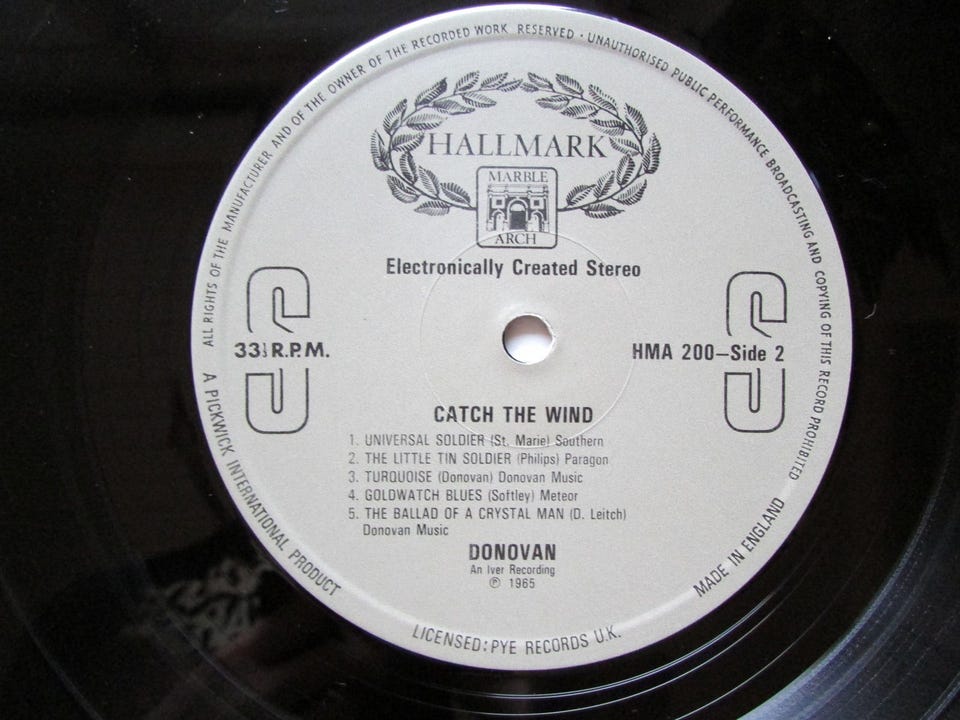 ALL RIGHTS OF THE MANUFACTURER AND OF THE OWNER OF THE RECORDED WORK RESERVED · UNAUTHORISED PUBLIC PERFORMANCE BROADCASTING AND COPYING OF THIS RECORD PROHIBITED
HALLMARK
MARBLE
ARCH
Electronically Created Stereo
S
S
33⅓ R.P.M.
HMA 200–Side 2
CATCH THE WIND
1. UNIVERSAL SOLDIER (St. Marie) Southern
2. THE LITTLE TIN SOLDIER (Philips) Paragon
3. TURQUOISE (Donovan) Donovan Music
4. GOLDWATCH BLUES (Softley) Meteor
5. THE BALLAD OF A CRYSTAL MAN (D. Leitch)
Donovan Music
DONOVAN
An Iver Recording
℗ 1965
A PICKWICK INTERNATIONAL PRODUCT
LICENSED: PYE RECORDS U.K.
MADE IN ENGLAND